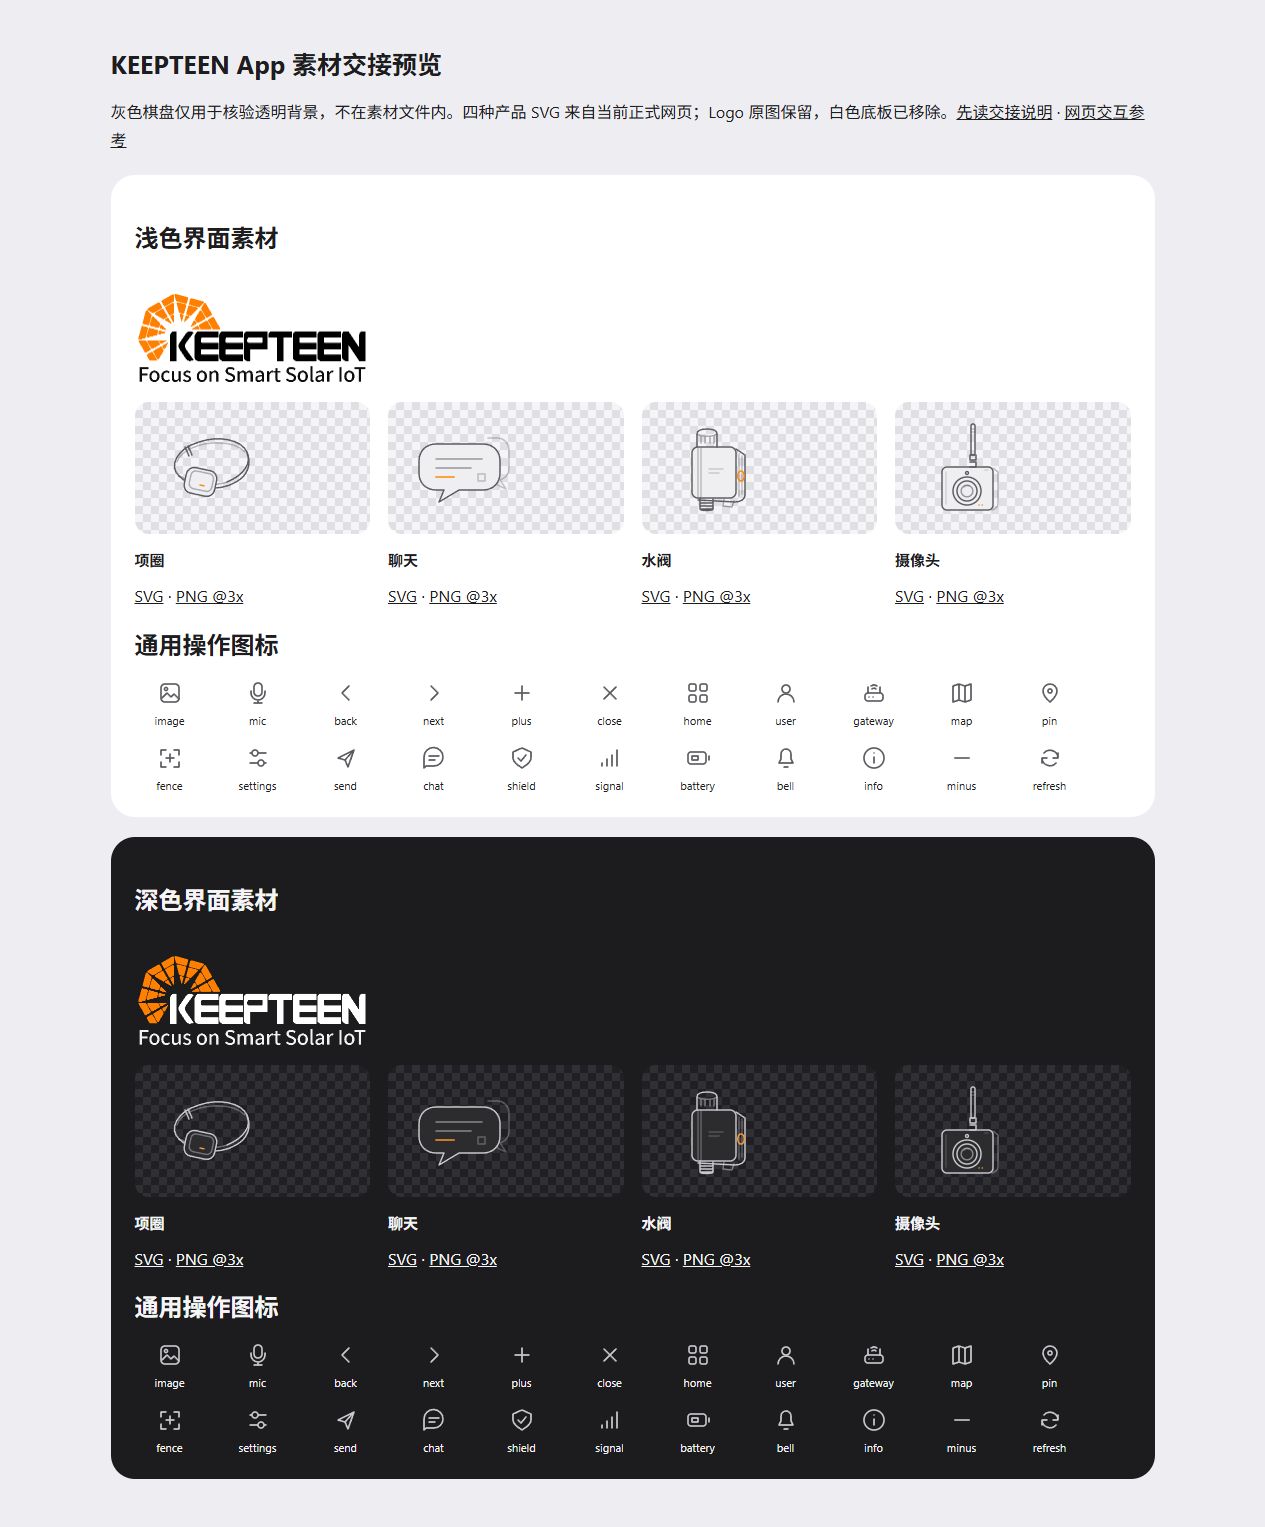 KEEPTEEN App 素材交接预览
灰色棋盘仅用于核验透明背景，不在素材文件内。四种产品 SVG 来自当前正式网页；Logo 原图保留，白色底板已移除。先读交接说明 · 网页交互参
考
浅色界面素材
KEEPTEEN
Focus on Smart Solar IoT
项圈 聊天 水阀 摄像头
SVG · PNG @3x SVG · PNG @3x SVG · PNG @3x SVG · PNG @3x
通用操作图标
image mic back next plus close home user gateway map pin
fence settings send chat shield signal battery bell info minus refresh
深色界面素材
KEEPTEEN
Focus on Smart Solar IoT
项圈 聊天 水阀 摄像头
SVG · PNG @3x SVG · PNG @3x SVG · PNG @3x SVG · PNG @3x
通用操作图标
image mic back next plus close home user gateway map pin
fence settings send chat shield signal battery bell info minus refresh